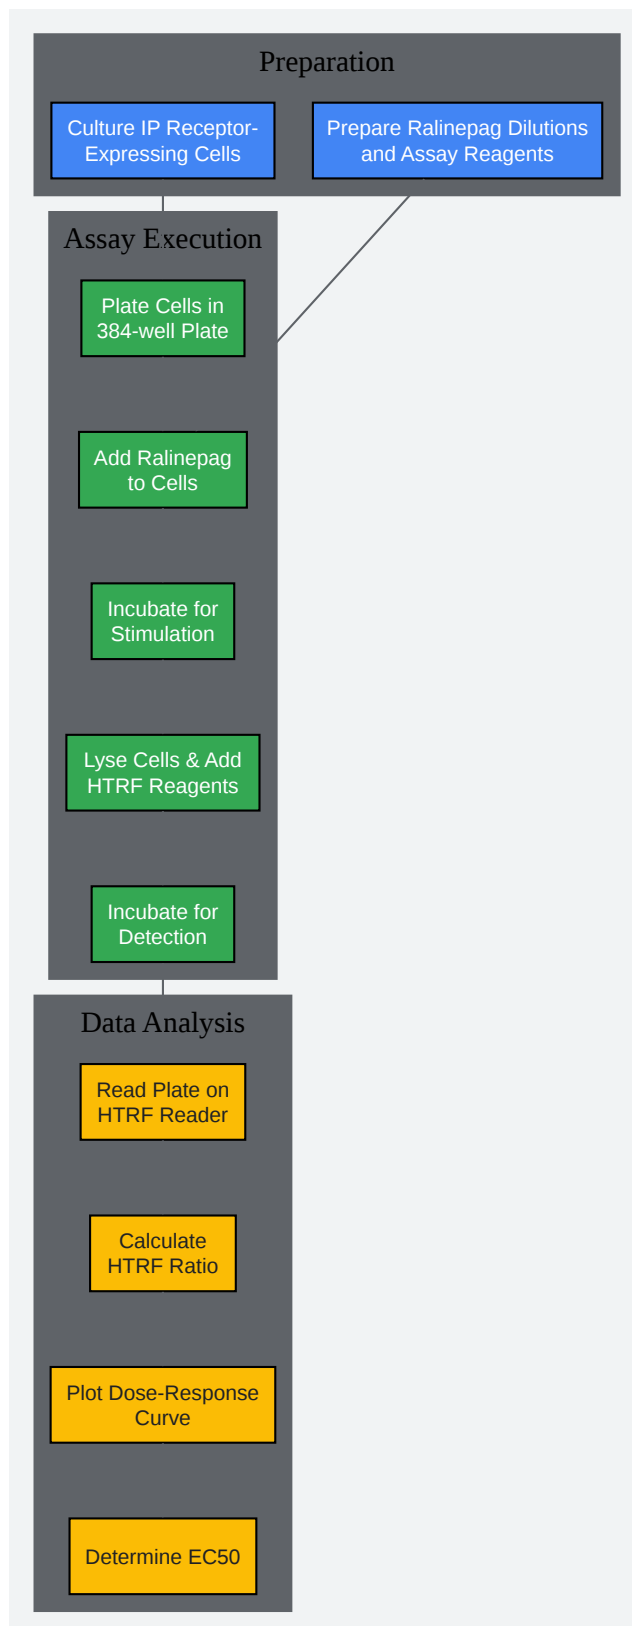 Preparation
Culture IP Receptor-
Expressing Cells
Prepare Ralinepag Dilutions
and Assay Reagents
Assay Execution
Plate Cells in
384-well Plate
Add Ralinepag
to Cells
Incubate for
Stimulation
Lyse Cells & Add
HTRF Reagents
Incubate for
Detection
Data Analysis
Read Plate on
HTRF Reader
Calculate
HTRF Ratio
Plot Dose-Response
Curve
Determine EC50